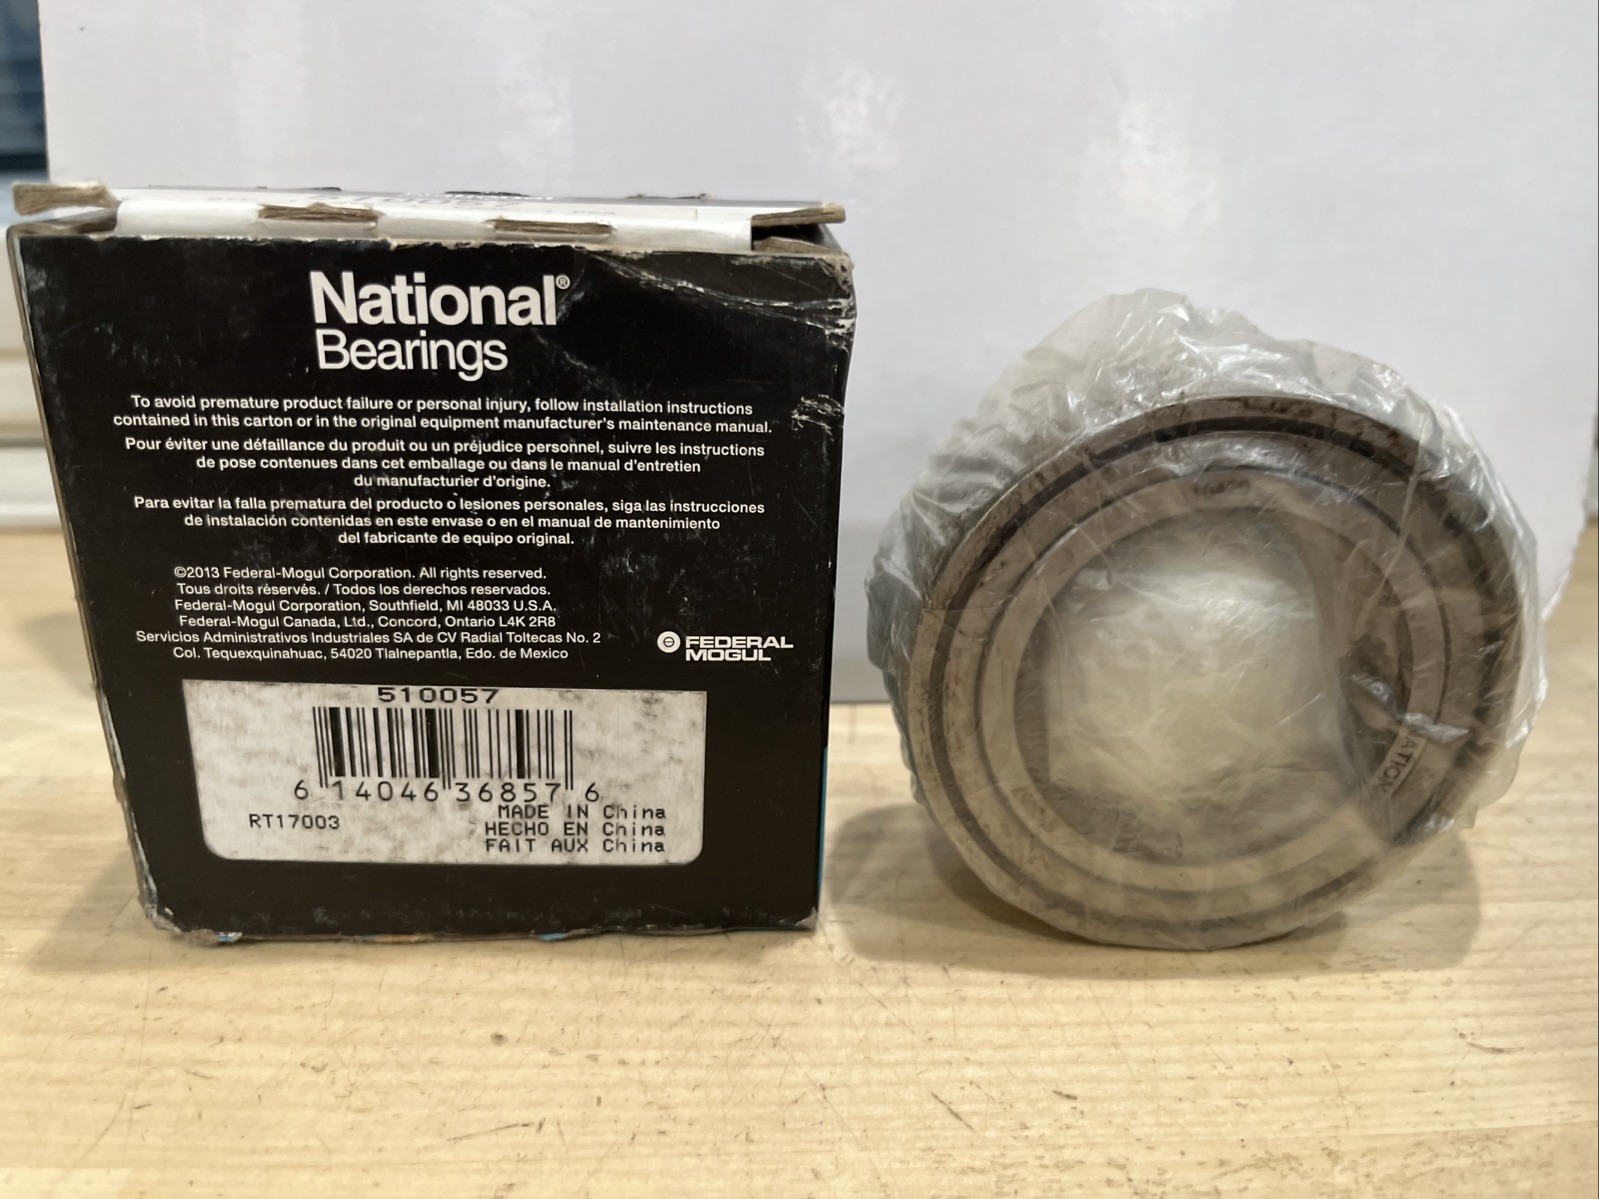 National®
Bearings
To avoid premature product failure or personal injury, follow installation instructions
contained in this carton or in the original equipment manufacturer's maintenance manual.
Pour éviter une défaillance du produit ou un préjudice personnel, suivre les instructions
de pose contenues dans cet emballage ou dans le manuel d'entretien
du manufacturier d'origine.
Para evitar la falla prematura del producto o lesiones personales, siga las instrucciones
de instalación contenidas en este envase o en el manual de mantenimiento
del fabricante de equipo original.
©2013 Federal-Mogul Corporation. All rights reserved.
Tous droits réservés. / Todos los derechos reservados.
Federal-Mogul Corporation, Southfield, MI 48033 U.S.A.
Federal-Mogul Canada, Ltd., Concord, Ontario L4K 2R8
Servicios Administrativos Industriales SA de CV Radial Toltecas No. 2
Col. Tequexquinahuac, 54020 Tlalnepantla, Edo. de Mexico
FEDERAL
MOGUL
510057
6 14046 36857 6
RT17003
MADE IN China
HECHO EN China
FAIT AUX China